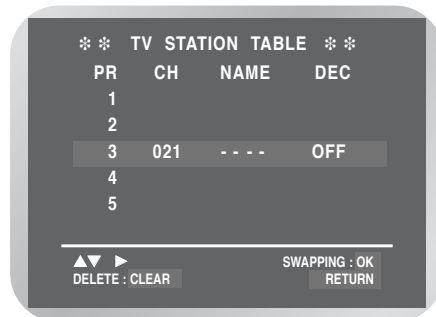 ❇ ❇ TV STATION TABLE ❇ ❇
PR CH NAME DEC
1
2
3 021 - - - - OFF
4
5
▲▼ ► SWAPPING : OK
DELETE : CLEAR RETURN